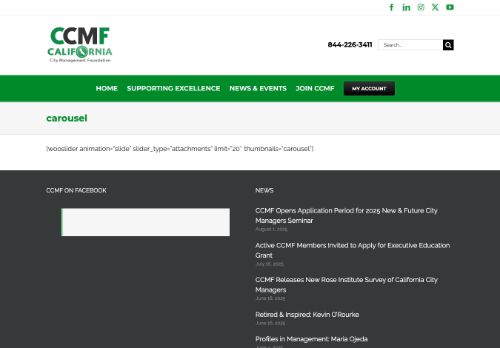 CCMF
CALIFORNIA
City Management Foundation
844-226-3411
Search...
HOME
SUPPORTING EXCELLENCE
NEWS & EVENTS
JOIN CCMF
MY ACCOUNT
carousel
[wooslider animation="slide" slider_type="attachments" limit="20" thumbnails="carousel"]
CCMF ON FACEBOOK
NEWS
CCMF Opens Application Period for 2025 New & Future City
Managers Seminar
August 1, 2025
Active CCMF Members Invited to Apply for Executive Education
Grant
July 16, 2025
CCMF Releases New Rose Institute Survey of California City
Managers
June 18, 2025
Retired & Inspired: Kevin O'Rourke
June 16, 2025
Profiles in Management: Maria Ojeda